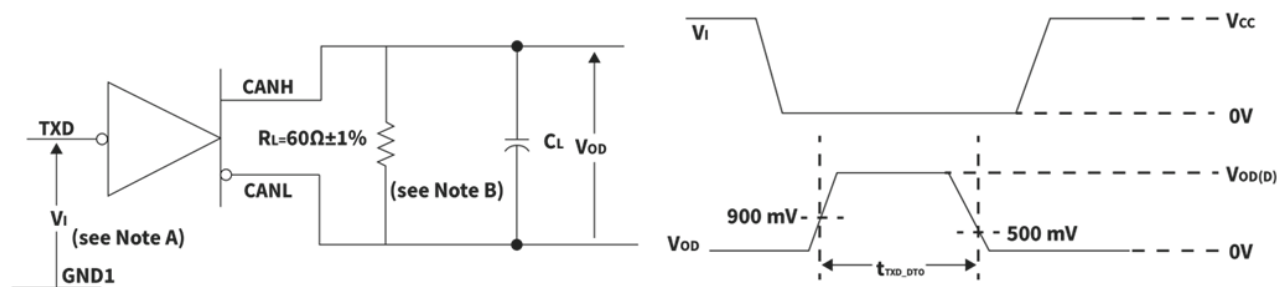 CANH
TXD
RL=60Ω±1%
CL
VOD
CANL
(see Note B)
VI
(see Note A)
GND1
VI
VCC
0V
VOD(D)
900 mV
500 mV
VOD
0V
tTXD_DTO